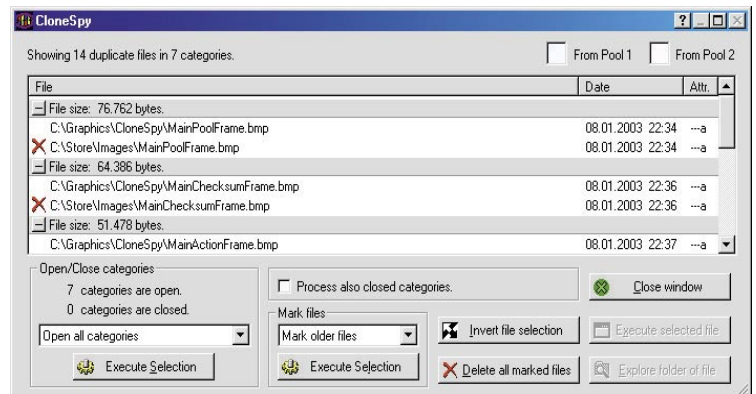 CloneSpy
Showing 14 duplicate files in 7 categories.
From Pool 1
From Pool 2
File
Date
Attr.
File size: 76.762 bytes.
C:\Graphics\CloneSpy\MainPoolFrame.bmp 08.01.2003 22:34 ---a
C:\Store\Images\MainPoolFrame.bmp 08.01.2003 22:34 ---a
File size: 64.386 bytes.
C:\Graphics\CloneSpy\MainChecksumFrame.bmp 08.01.2003 22:36 ---a
C:\Store\Images\MainChecksumFrame.bmp 08.01.2003 22:36 ---a
File size: 51.478 bytes.
C:\Graphics\CloneSpy\MainActionFrame.bmp 08.01.2003 22:37 ---a
Open/Close categories
7 categories are open.
0 categories are closed.
Open all categories
Execute Selection
Process also closed categories.
Mark files
Mark older files
Execute Selection
Invert file selection
Delete all marked files
Close window
Execute selected file
Explore folder of file